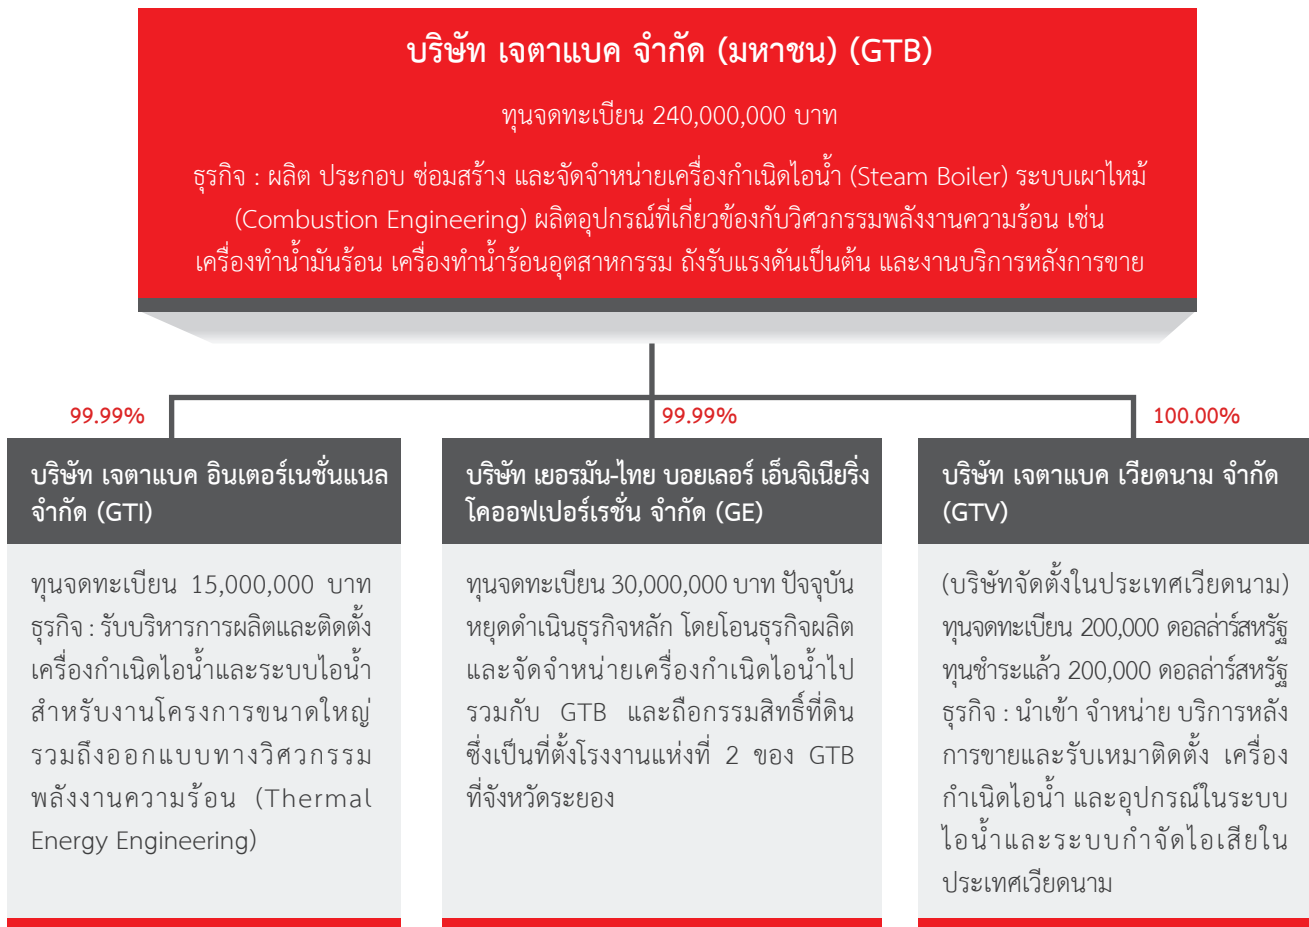 บริษัท เจตาแบค จำกัด (มหาชน) (GTB)
ทุนจดทะเบียน 240,000,000 บาท
ธุรกิจ : ผลิต ประกอบ ซ่อมสร้าง และจัดจำหน่ายเครื่องกำเนิดไอน้ำ (Steam Boiler) ระบบเผาไหม้
(Combustion Engineering) ผลิตอุปกรณ์ที่เกี่ยวข้องกับวิศวกรรมพลังงานความร้อน เช่น
เครื่องทำน้ำมันร้อน เครื่องทำน้ำร้อนอุตสาหกรรม ถังรับแรงดันเป็นต้น และงานบริการหลังการขาย
99.99%
บริษัท เจตาแบค อินเตอร์เนชั่นแนล
จำกัด (GTI)
ทุนจดทะเบียน 15,000,000 บาท
ธุรกิจ : รับบริหารการผลิตและติดตั้ง
เครื่องกำเนิดไอน้ำและระบบไอน้ำ
สำหรับงานโครงการขนาดใหญ่
รวมถึงออกแบบทางวิศวกรรม
พลังงานความร้อน (Thermal
Energy Engineering)
99.99%
บริษัท เยอรมัน-ไทย บอยเลอร์ เอ็นจิเนียริ่ง
โคออฟเปอร์เรชั่น จำกัด (GE)
ทุนจดทะเบียน 30,000,000 บาท ปัจจุบัน
หยุดดำเนินธุรกิจหลัก โดยโอนธุรกิจผลิต
และจัดจำหน่ายเครื่องกำเนิดไอน้ำไป
รวมกับ GTB และถือกรรมสิทธิ์ที่ดิน
ซึ่งเป็นที่ตั้งโรงงานแห่งที่ 2 ของ GTB
ที่จังหวัดระยอง
100.00%
บริษัท เจตาแบค เวียดนาม จำกัด
(GTV)
(บริษัทจัดตั้งในประเทศเวียดนาม)
ทุนจดทะเบียน 200,000 ดอลล่าร์สหรัฐ
ทุนชำระแล้ว 200,000 ดอลล่าร์สหรัฐ
ธุรกิจ : นำเข้า จำหน่าย บริการหลัง
การขายและรับเหมาติดตั้ง เครื่อง
กำเนิดไอน้ำ และอุปกรณ์ในระบบ
ไอน้ำและระบบกำจัดไอเสียใน
ประเทศเวียดนาม